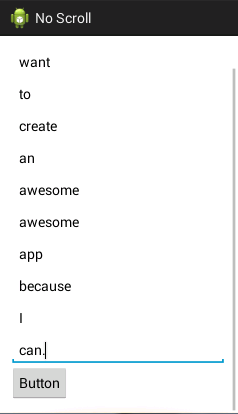 No Scroll
want
to
create
an
awesome
awesome
app
because
I
can.
Button